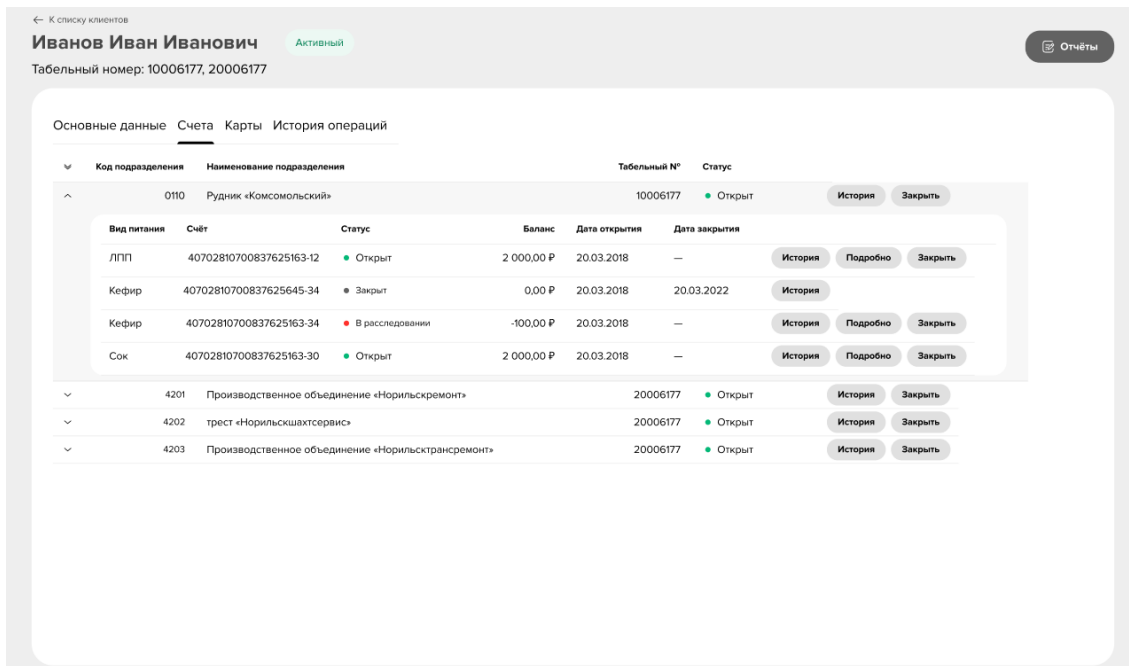 ← К списку клиентов
Иванов Иван Иванович Активный
Отчёты
Табельный номер: 10006177, 20006177
Основные данные Счета Карты История операций
Код подразделения Наименование подразделения Табельный № Статус
0110 Рудник «Комсомольский» 10006177 Открыт История Закрыть
Вид питания Счёт Статус Баланс Дата открытия Дата закрытия
ЛПП 40702810700837625163-12 Открыт 2 000,00 ₽ 20.03.2018 — История Подробно Закрыть
Кефир 40702810700837625645-34 Закрыт 0,00 ₽ 20.03.2018 20.03.2022 История
Кефир 40702810700837625163-34 В расследовании -100,00 ₽ 20.03.2018 — История Подробно Закрыть
Сок 40702810700837625163-30 Открыт 2 000,00 ₽ 20.03.2018 — История Подробно Закрыть
4201 Производственное объединение «Норильскремонт» 20006177 Открыт История Закрыть
4202 трест «Норильскшахтсервис» 20006177 Открыт История Закрыть
4203 Производственное объединение «Норильсктрансремонт» 20006177 Открыт История Закрыть